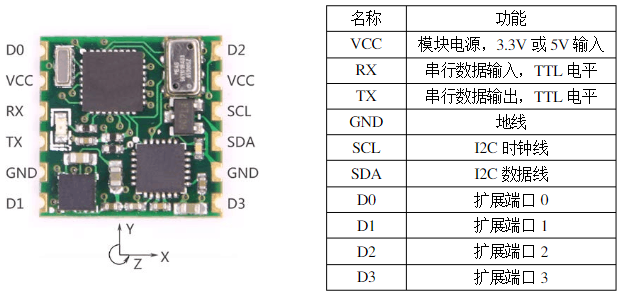 D0
VCC
RX
TX
GND
D1
D2
VCC
SCL
SDA
GND
D3
Y
X
Z
名称 功能
VCC 模块电源，3.3V 或 5V 输入
RX 串行数据输入，TTL 电平
TX 串行数据输出，TTL 电平
GND 地线
SCL I2C 时钟线
SDA I2C 数据线
D0 扩展端口 0
D1 扩展端口 1
D2 扩展端口 2
D3 扩展端口 3